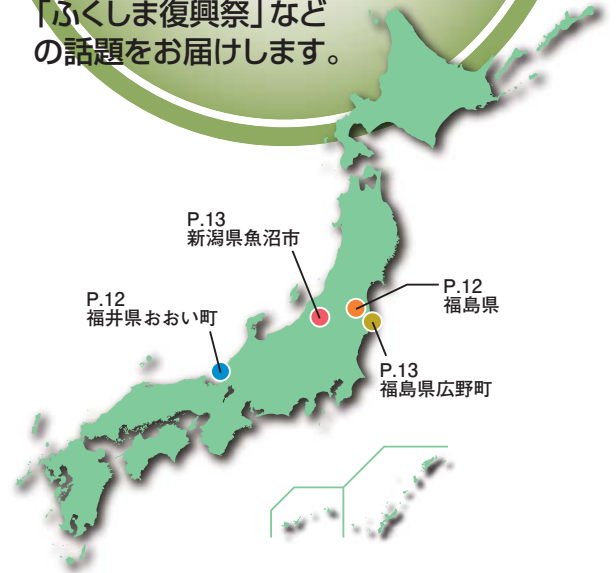 「ふくしま復興祭」など
の話題をお届けします。
P.13
新潟県魚沼市
P.12
福島県
P.12
福井県おおい町
P.13
福島県広野町